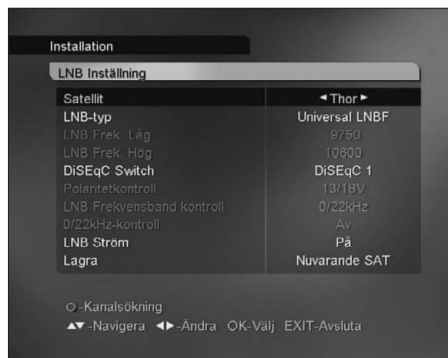 Installation
LNB Inställning
Satellit ◄ Thor ►
LNB-typ Universal LNBF
LNB Frek. Låg 9750
LNB Frek. Hög 10600
DiSEqC Switch DiSEqC 1
Polaritetkontroll 13/18V
LNB Frekvensband kontroll 0/22kHz
0/22kHz-kontroll Av
LNB Ström På
Lagra Nuvarande SAT
○-Kanalsökning
▲▼ -Navigera ◄►-Ändra OK-Välj EXIT-Avsluta